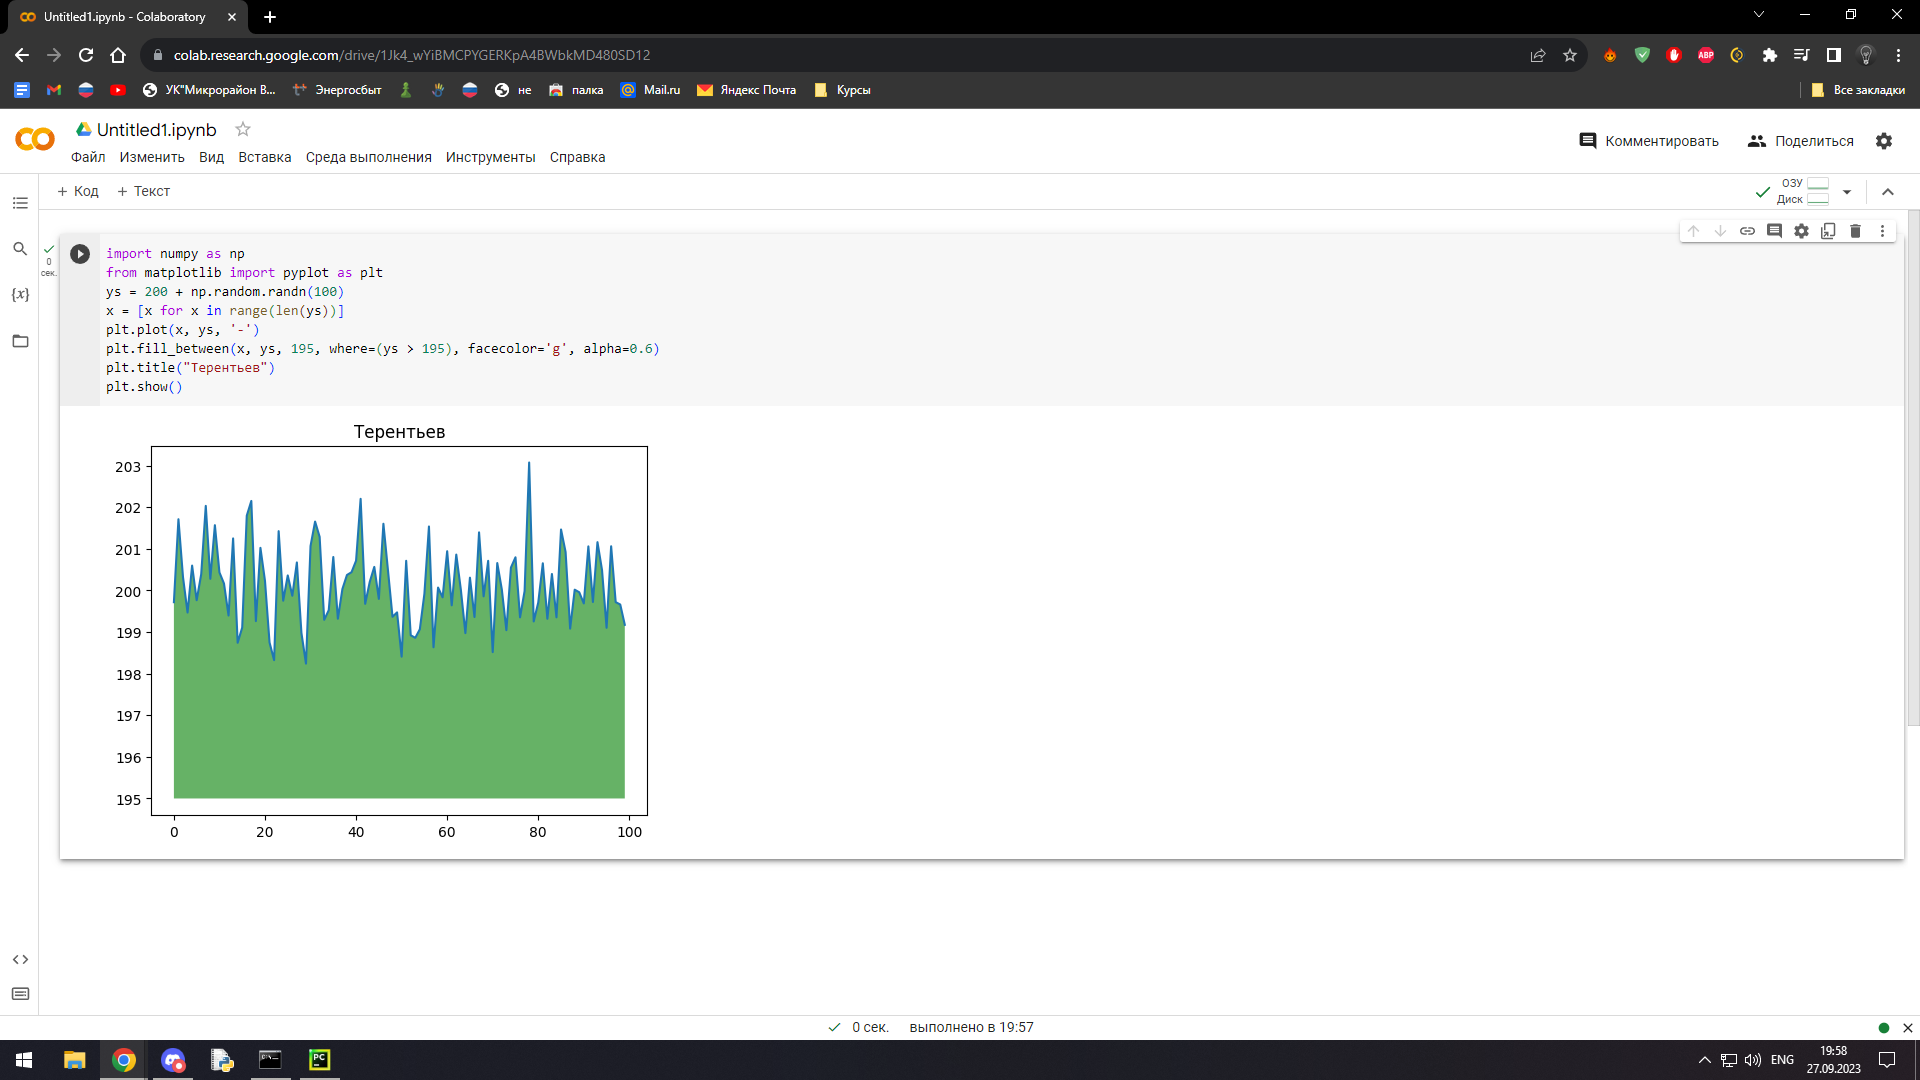 Untitled1.ipynb - Colaboratory
colab.research.google.com/drive/1Jk4_wYiBMCPYGERKpA4BWbkMD480SD12
ABP
УК"Микрорайон В...
Энергосбыт
не
палка
Mail.ru
Яндекс Почта
Курсы
Все закладки
Untitled1.ipynb
Комментировать
Поделиться
Файл Изменить Вид Вставка Среда выполнения Инструменты Справка
+ Код + Текст
ОЗУ
Диск
0
сек.
{x}
import numpy as np
from matplotlib import pyplot as plt
ys = 200 + np.random.randn(100)
x = [x for x in range(len(ys))]
plt.plot(x, ys, '-')
plt.fill_between(x, ys, 195, where=(ys > 195), facecolor='g', alpha=0.6)
plt.title("Терентьев")
plt.show()
Терентьев
203
202
201
200
199
198
197
196
195
0 20 40 60 80 100
0 сек. выполнено в 19:57
PC
ENG
19:58
27.09.2023